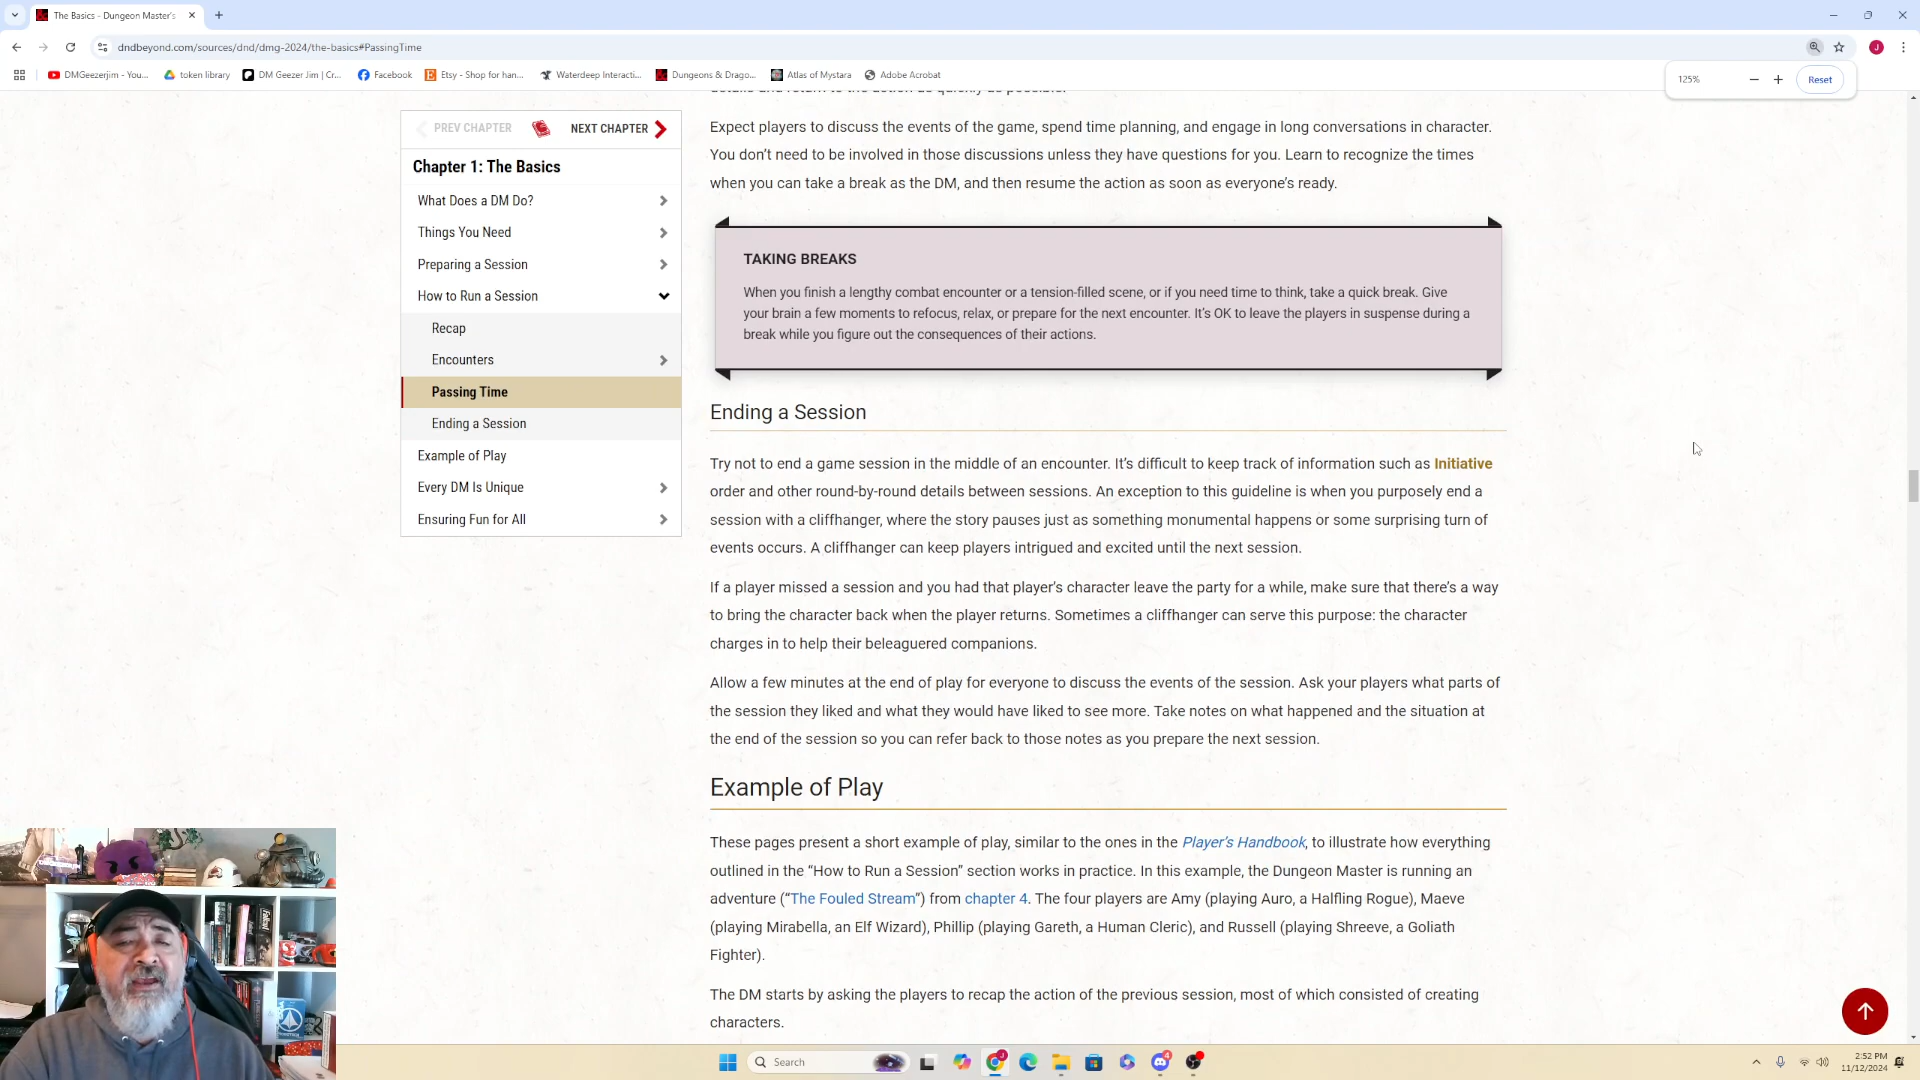 The Basics - Dungeon Master's
dndbeyond.com/sources/dnd/dmg-2024/the-basics#PassingTime
DMGeezerjim - You...
token library
DM Geezer Jim | Cr...
Facebook
Etsy - Shop for han...
Waterdeep Interacti...
Dungeons & Drago...
Atlas of Mystara
Adobe Acrobat
125%
Reset
PREV CHAPTER
NEXT CHAPTER
Chapter 1: The Basics
What Does a DM Do?
Things You Need
Preparing a Session
How to Run a Session
Recap
Encounters
Passing Time
Ending a Session
Example of Play
Every DM Is Unique
Ensuring Fun for All
details and return to the action as quickly as possible.
Expect players to discuss the events of the game, spend time planning, and engage in long conversations in character.
You don't need to be involved in those discussions unless they have questions for you. Learn to recognize the times
when you can take a break as the DM, and then resume the action as soon as everyone's ready.
TAKING BREAKS
When you finish a lengthy combat encounter or a tension-filled scene, or if you need time to think, take a quick break. Give
your brain a few moments to refocus, relax, or prepare for the next encounter. It's OK to leave the players in suspense during a
break while you figure out the consequences of their actions.
Ending a Session
Try not to end a game session in the middle of an encounter. It's difficult to keep track of information such as Initiative
order and other round-by-round details between sessions. An exception to this guideline is when you purposely end a
session with a cliffhanger, where the story pauses just as something monumental happens or some surprising turn of
events occurs. A cliffhanger can keep players intrigued and excited until the next session.
If a player missed a session and you had that player's character leave the party for a while, make sure that there's a way
to bring the character back when the player returns. Sometimes a cliffhanger can serve this purpose: the character
charges in to help their beleaguered companions.
Allow a few minutes at the end of play for everyone to discuss the events of the session. Ask your players what parts of
the session they liked and what they would have liked to see more. Take notes on what happened and the situation at
the end of the session so you can refer back to those notes as you prepare the next session.
Example of Play
These pages present a short example of play, similar to the ones in the Player's Handbook, to illustrate how everything
outlined in the “How to Run a Session” section works in practice. In this example, the Dungeon Master is running an
adventure (“The Fouled Stream”) from chapter 4. The four players are Amy (playing Auro, a Halfling Rogue), Maeve
(playing Mirabella, an Elf Wizard), Phillip (playing Gareth, a Human Cleric), and Russell (playing Shreeve, a Goliath
Fighter).
The DM starts by asking the players to recap the action of the previous session, most of which consisted of creating
characters.
Search
2:52 PM
11/12/2024